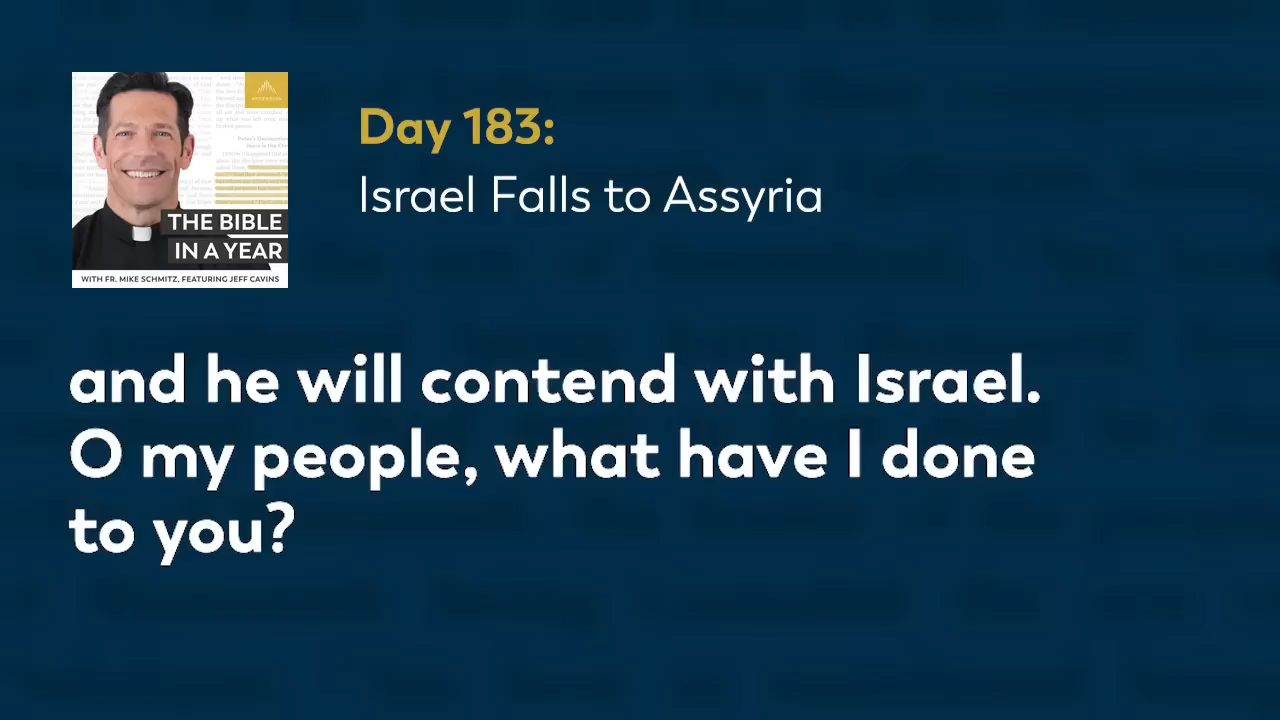 Day 183:
Israel Falls to Assyria
THE BIBLE
IN A YEAR
WITH FR. MIKE SCHMITZ, FEATURING JEFF CAVINS
and he will contend with Israel.
O my people, what have I done
to you?